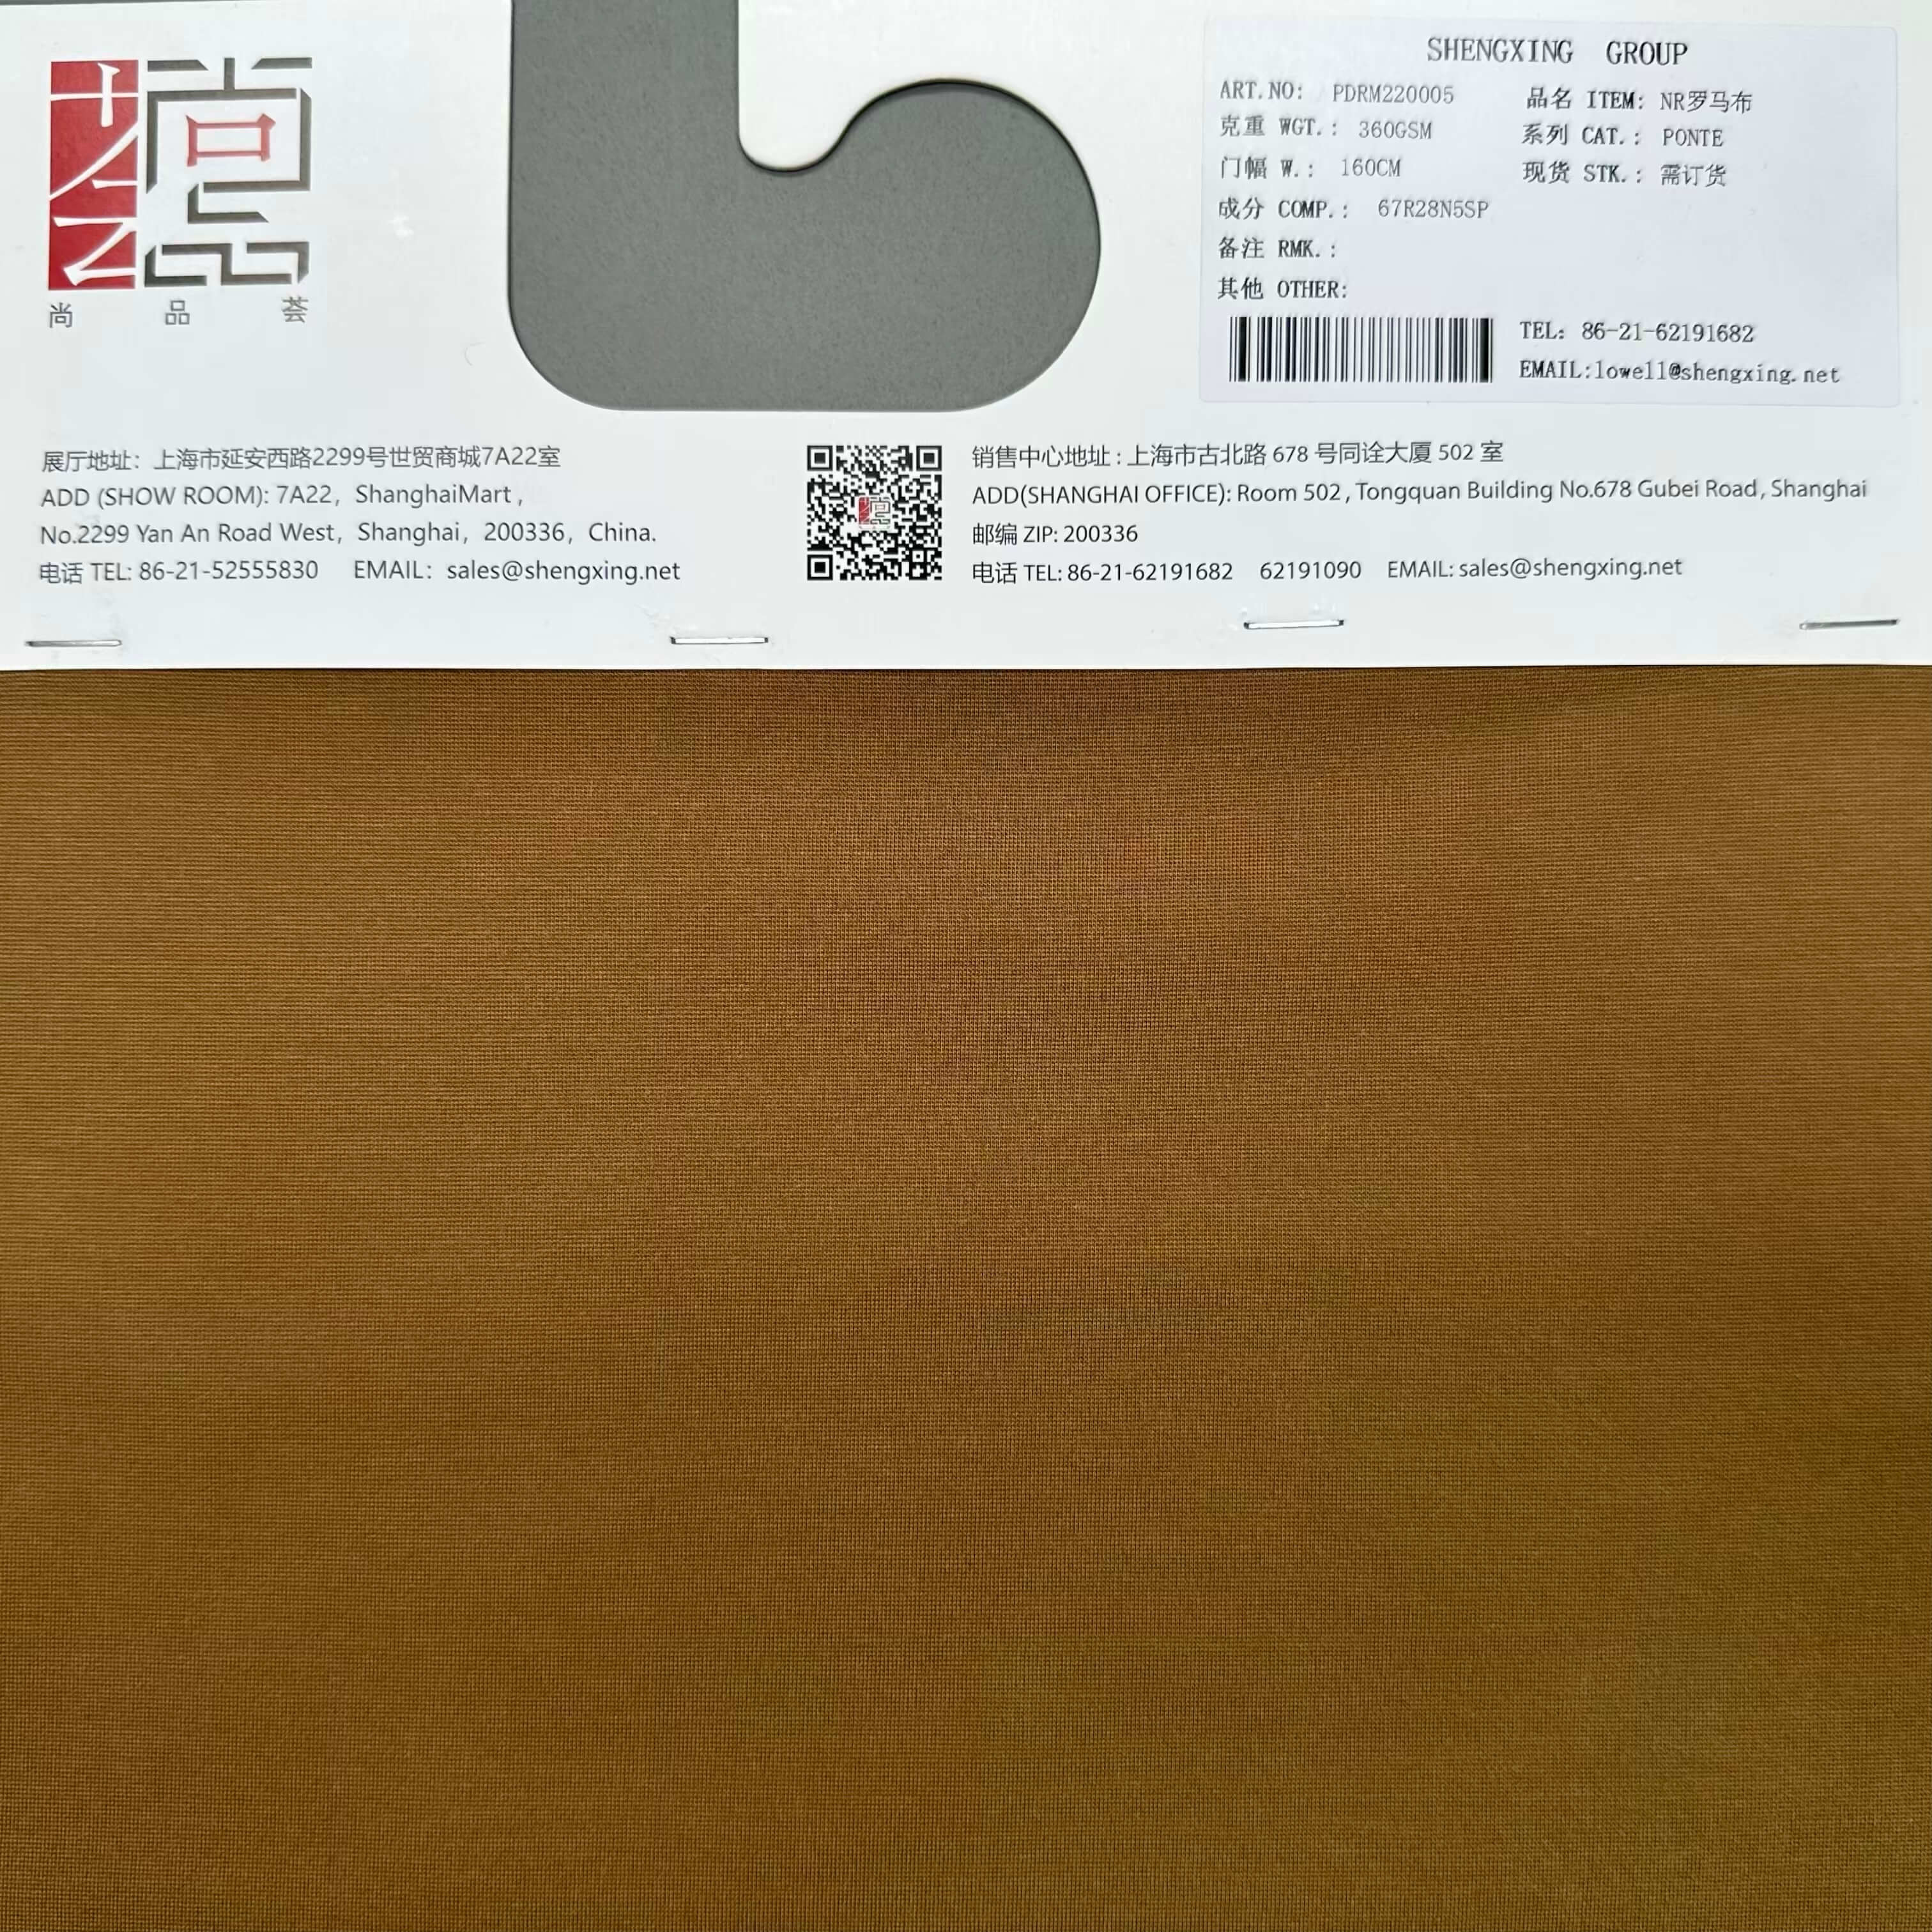 尚品荟
SHENGXING GROUP
ART.NO: PDRM220005
品名 ITEM: NR罗马布
克重 WGT.: 360GSM
系列 CAT.: PONTE
门幅 W.: 160CM
现货 STK.: 需订货
成分 COMP.: 67R28N5SP
备注 RMK.:
其他 OTHER:
TEL: 86-21-62191682
EMAIL:lowell@shengxing.net
展厅地址：上海市延安西路2299号世贸商城7A22室
ADD (SHOW ROOM): 7A22, ShanghaiMart,
No.2299 Yan An Road West, Shanghai, 200336, China.
电话 TEL: 86-21-52555830 EMAIL: sales@shengxing.net
销售中心地址 : 上海市古北路 678 号同诠大厦 502 室
ADD(SHANGHAI OFFICE): Room 502, Tongquan Building No.678 Gubei Road, Shanghai
邮编 ZIP: 200336
电话 TEL: 86-21-62191682 62191090 EMAIL: sales@shengxing.net